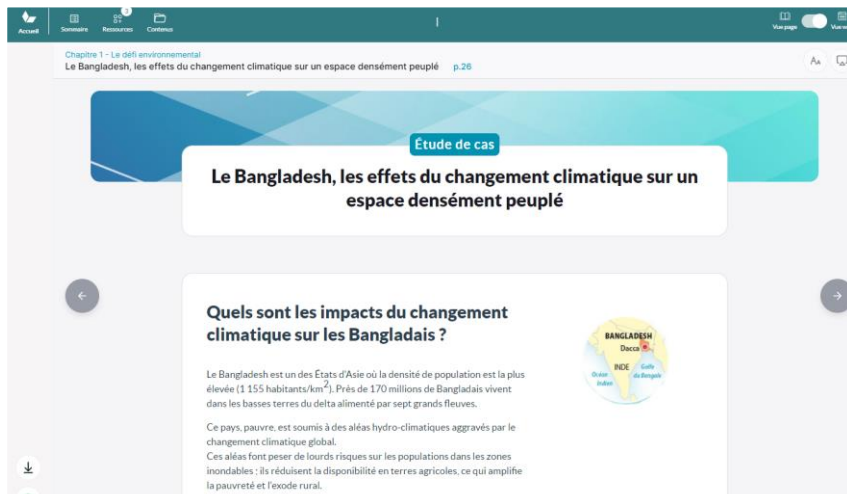 1
Accueil
Sommaire
Ressources
Contenus
Vue page
Chapitre 1 - Le défi environnemental
Le Bangladesh, les effets du changement climatique sur un espace densément peuplé p.26
Étude de cas
Le Bangladesh, les effets du changement climatique sur un
espace densément peuplé
Quels sont les impacts du changement
climatique sur les Bangladais ?
BANGLADESH
Dacca
INDE
Golfe
du Bengale
Océan
Indien
Le Bangladesh est un des États d'Asie où la densité de population est la plus
élevée (1 155 habitants/km²). Près de 170 millions de Bangladais vivent
dans les basses terres du delta alimenté par sept grands fleuves.
Ce pays, pauvre, est soumis à des aléas hydro-climatiques aggravés par le
changement climatique global.
Ces aléas font peser de lourds risques sur les populations dans les zones
inondables ; ils réduisent la disponibilité en terres agricoles, ce qui amplifie
la pauvreté et l'exode rural.